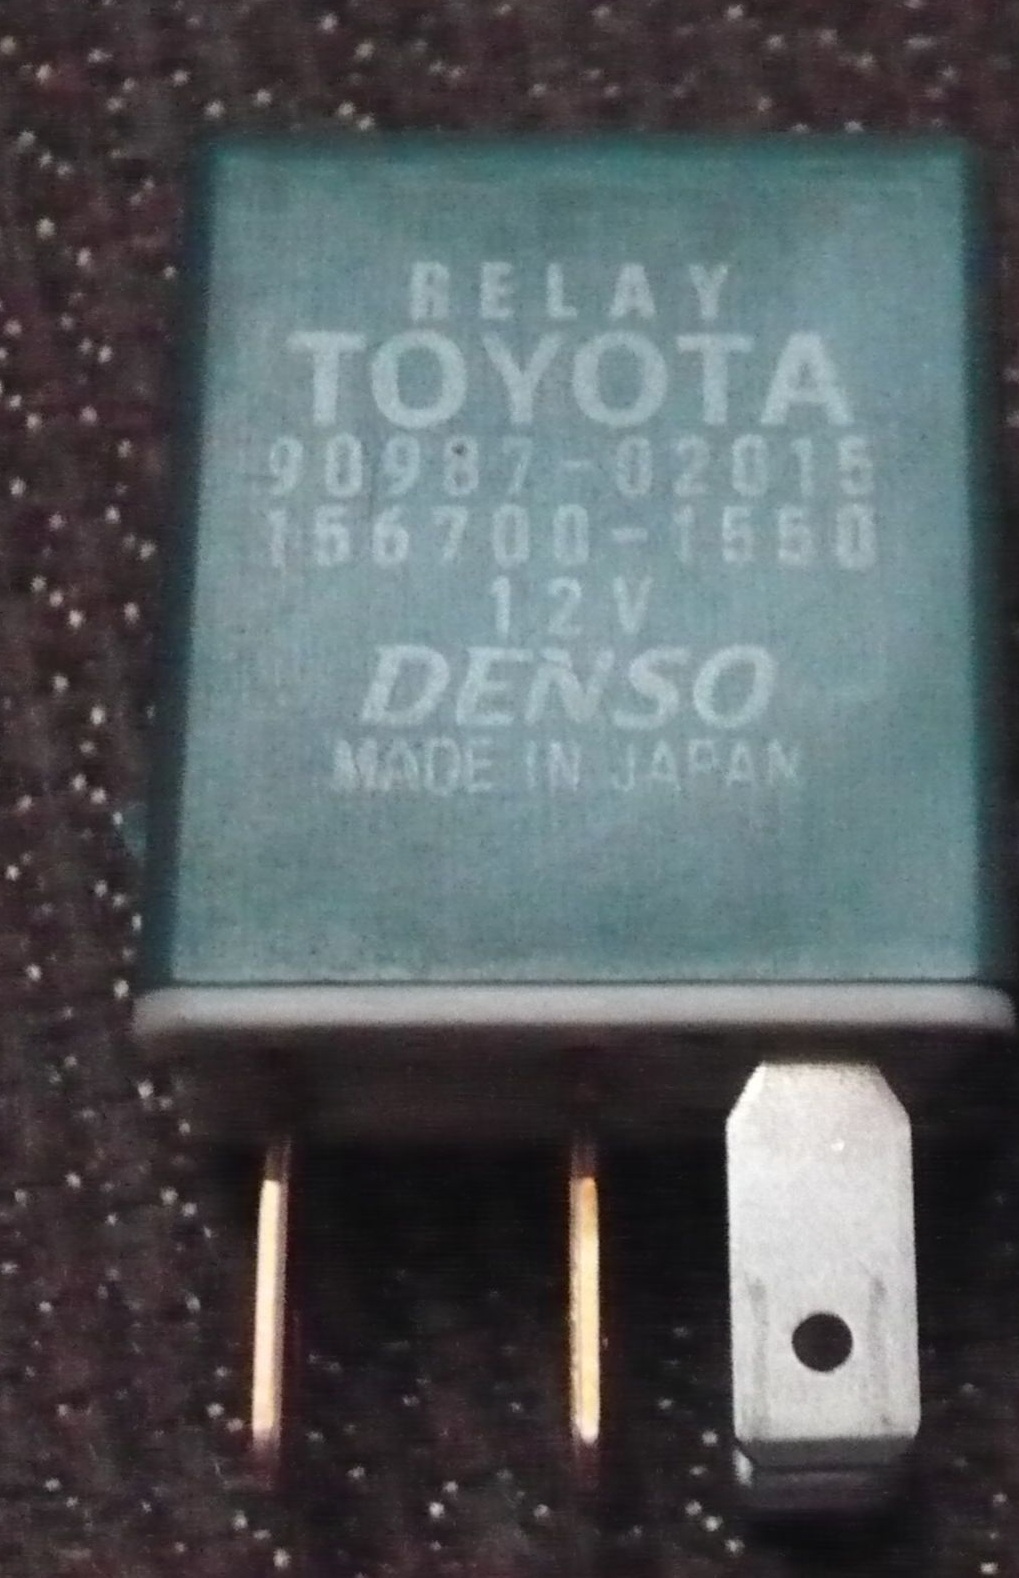 RELAY
TOYOTA
90987-02015
156700-1550
12V
DENSO
MADE IN JAPAN